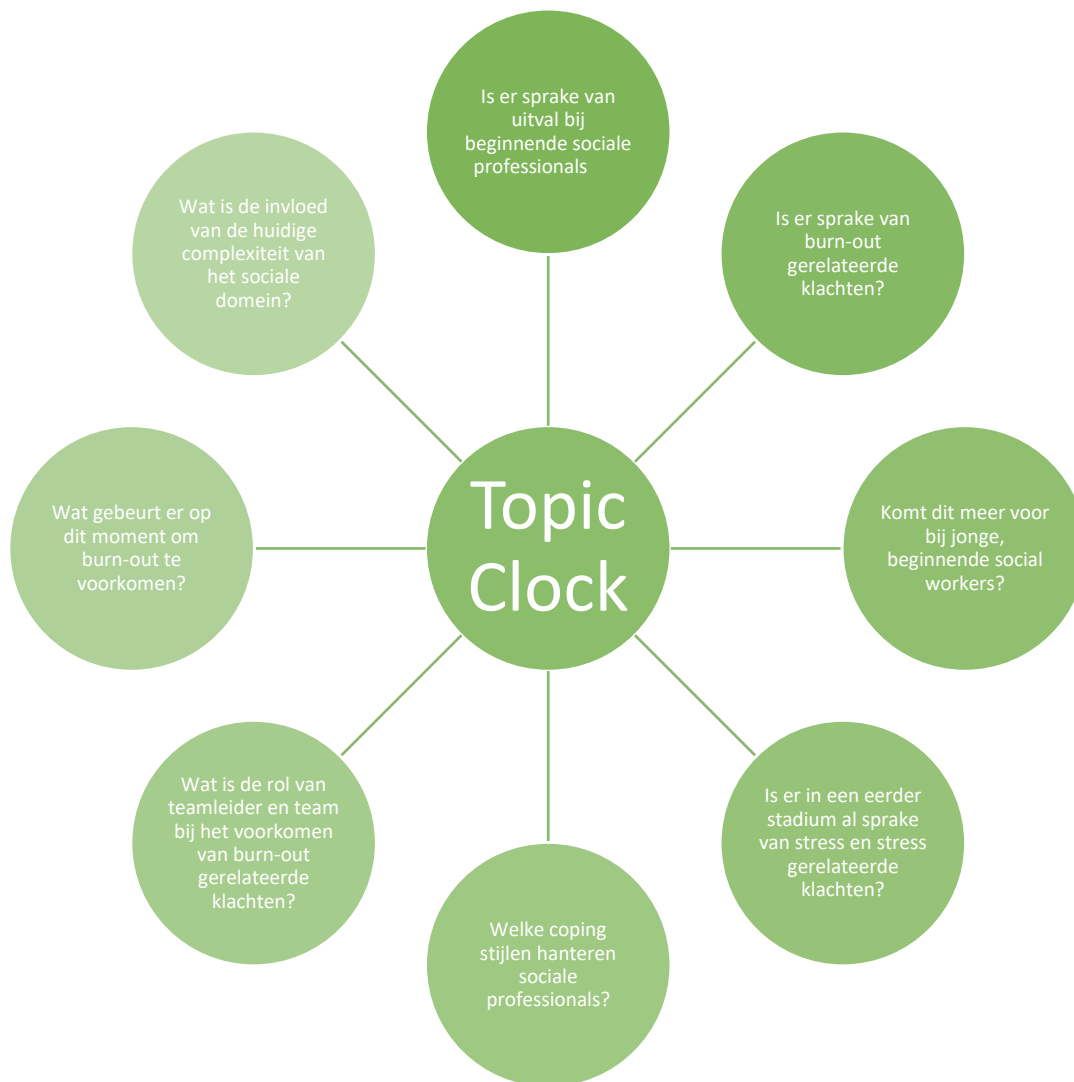 Is er sprake van
uitval bij
beginnende sociale
professionals
Is er sprake van
burn-out
gerelateerde
klachten?
Komt dit meer voor
bij jonge,
beginnende social
workers?
Is er in een eerder
stadium al sprake
van stress en stress
gerelateerde
klachten?
Welke coping
stijlen hanteren
sociale
professionals?
Wat is de rol van
teamleider en team
bij het voorkomen
van burn-out
gerelateerde
klachten?
Wat gebeurt er op
dit moment om
burn-out te
voorkomen?
Wat is de invloed
van de huidige
complexiteit van
het sociale
domein?
Topic
Clock